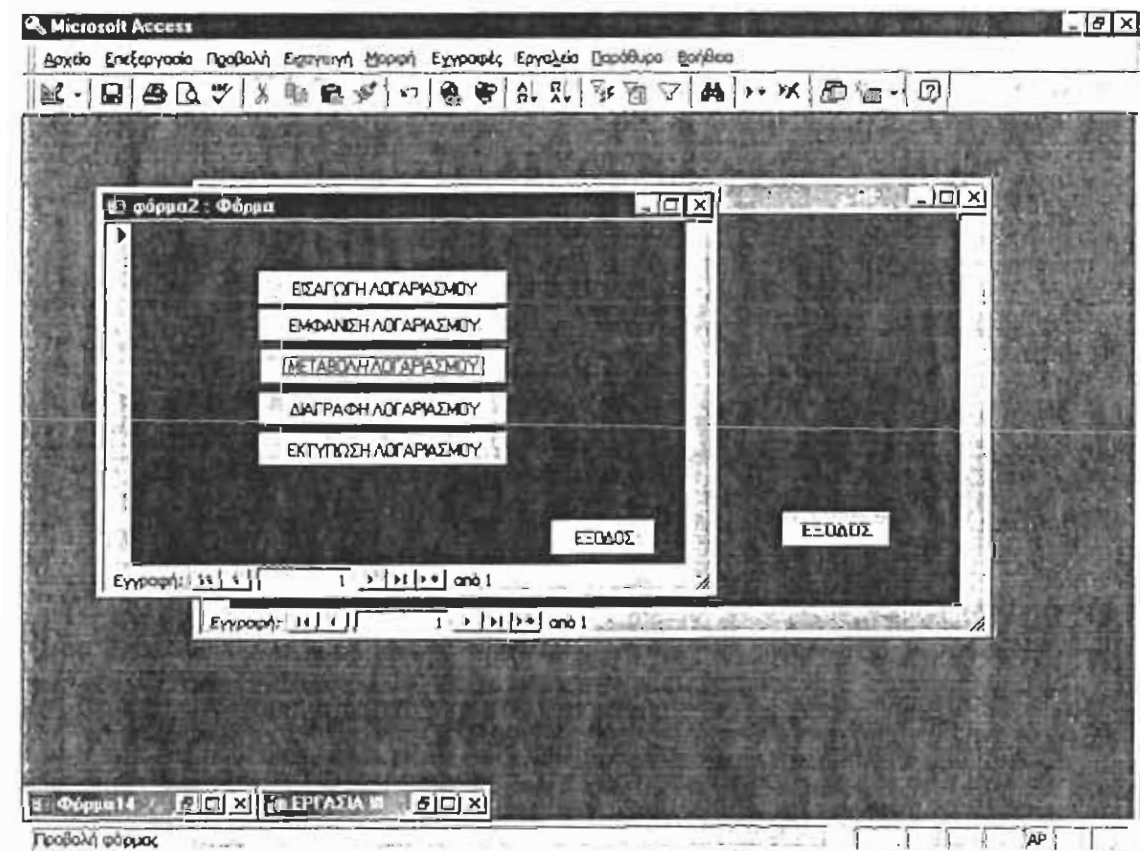 Microsoft Access
Αρχείο Επεξεργασία Προβολή Εισαγωγή Μορφή Εγγραφές Εργαλεία Παράθυρο Βοήθεια
φόρμα2 : Φόρμα
ΕΙΣΑΓΩΓΗ ΛΟΓΑΡΙΑΣΜΟΥ
ΕΜΦΑΝΙΣΗ ΛΟΓΑΡΙΑΣΜΟΥ
ΜΕΤΑΒΟΛΗ ΛΟΓΑΡΙΑΣΜΟΥ
ΔΙΑΓΡΑΦΗ ΛΟΓΑΡΙΑΣΜΟΥ
ΕΚΤΥΠΩΣΗ ΛΟΓΑΡΙΑΣΜΟΥ
ΕΞΟΔΟΣ
ΕΞΟΔΟΣ
Εγγραφή: 1 από 1
Εγγραφή: 1 από 1
Φόρμα14
ΕΡΓΑΣΙΑ
Προβολή φόρμας
AP